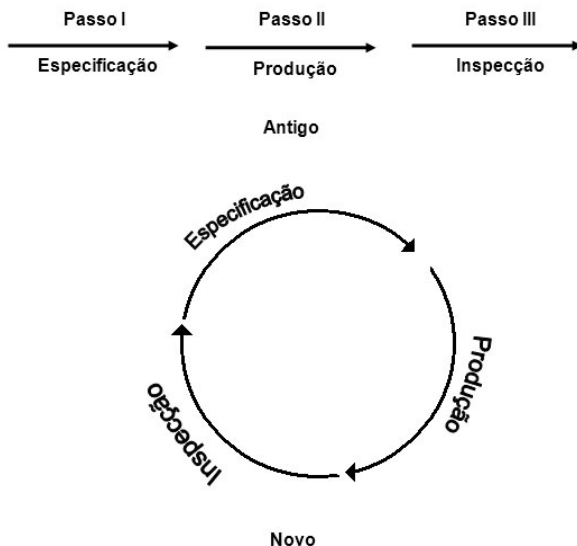 Passo I Passo II Passo III
Especificação Produção Inspecção
Antigo
Especificação
Produção
Inspecção
Novo